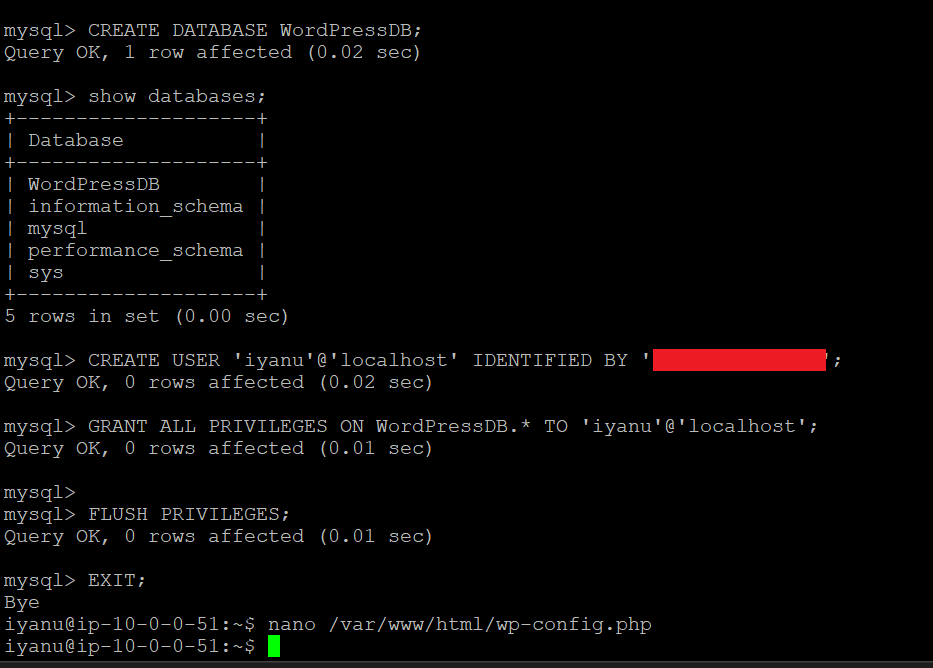 mysql> CREATE DATABASE WordPressDB;
Query OK, 1 row affected (0.02 sec)
mysql> show databases;
+--------------------+
| Database           |
+--------------------+
| WordPressDB        |
| information_schema |
| mysql              |
| performance_schema |
| sys                |
+--------------------+
5 rows in set (0.00 sec)
mysql> CREATE USER 'iyanu'@'localhost' IDENTIFIED BY '';
Query OK, 0 rows affected (0.02 sec)
mysql> GRANT ALL PRIVILEGES ON WordPressDB.* TO 'iyanu'@'localhost';
Query OK, 0 rows affected (0.01 sec)
mysql>
mysql> FLUSH PRIVILEGES;
Query OK, 0 rows affected (0.01 sec)
mysql> EXIT;
Bye
iyanu@ip-10-0-0-51:~$ nano /var/www/html/wp-config.php
iyanu@ip-10-0-0-51:~$